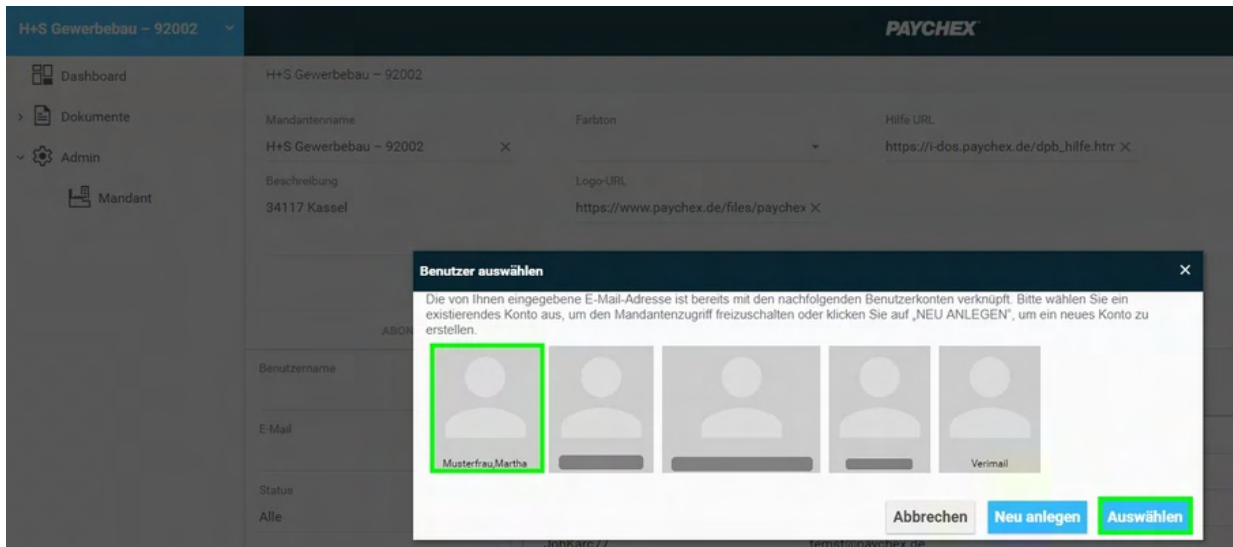 H+S Gewerbebau – 92002
PAYCHEX
Dashboard
Dokumente
Admin
Mandant
H+S Gewerbebau – 92002
Mandantenname
Farbton
Hilfe URL
H+S Gewerbebau – 92002
https://i-dos.paychex.de/dpb_hilfe.htm
Beschreibung
Logo-URL
34117 Kassel
https://www.paychex.de/files/paychex
Benutzer auswählen
Die von Ihnen eingegebene E-Mail-Adresse ist bereits mit den nachfolgenden Benutzerkonten verknüpft. Bitte wählen Sie ein
existierendes Konto aus, um den Mandantenzugriff freizuschalten oder klicken Sie auf „NEU ANLEGEN", um ein neues Konto zu
erstellen.
ABON
Benutzername
E-Mail
Musterfrau,Martha
Verimail
Status
Alle
Abbrechen
Neu anlegen
Auswählen